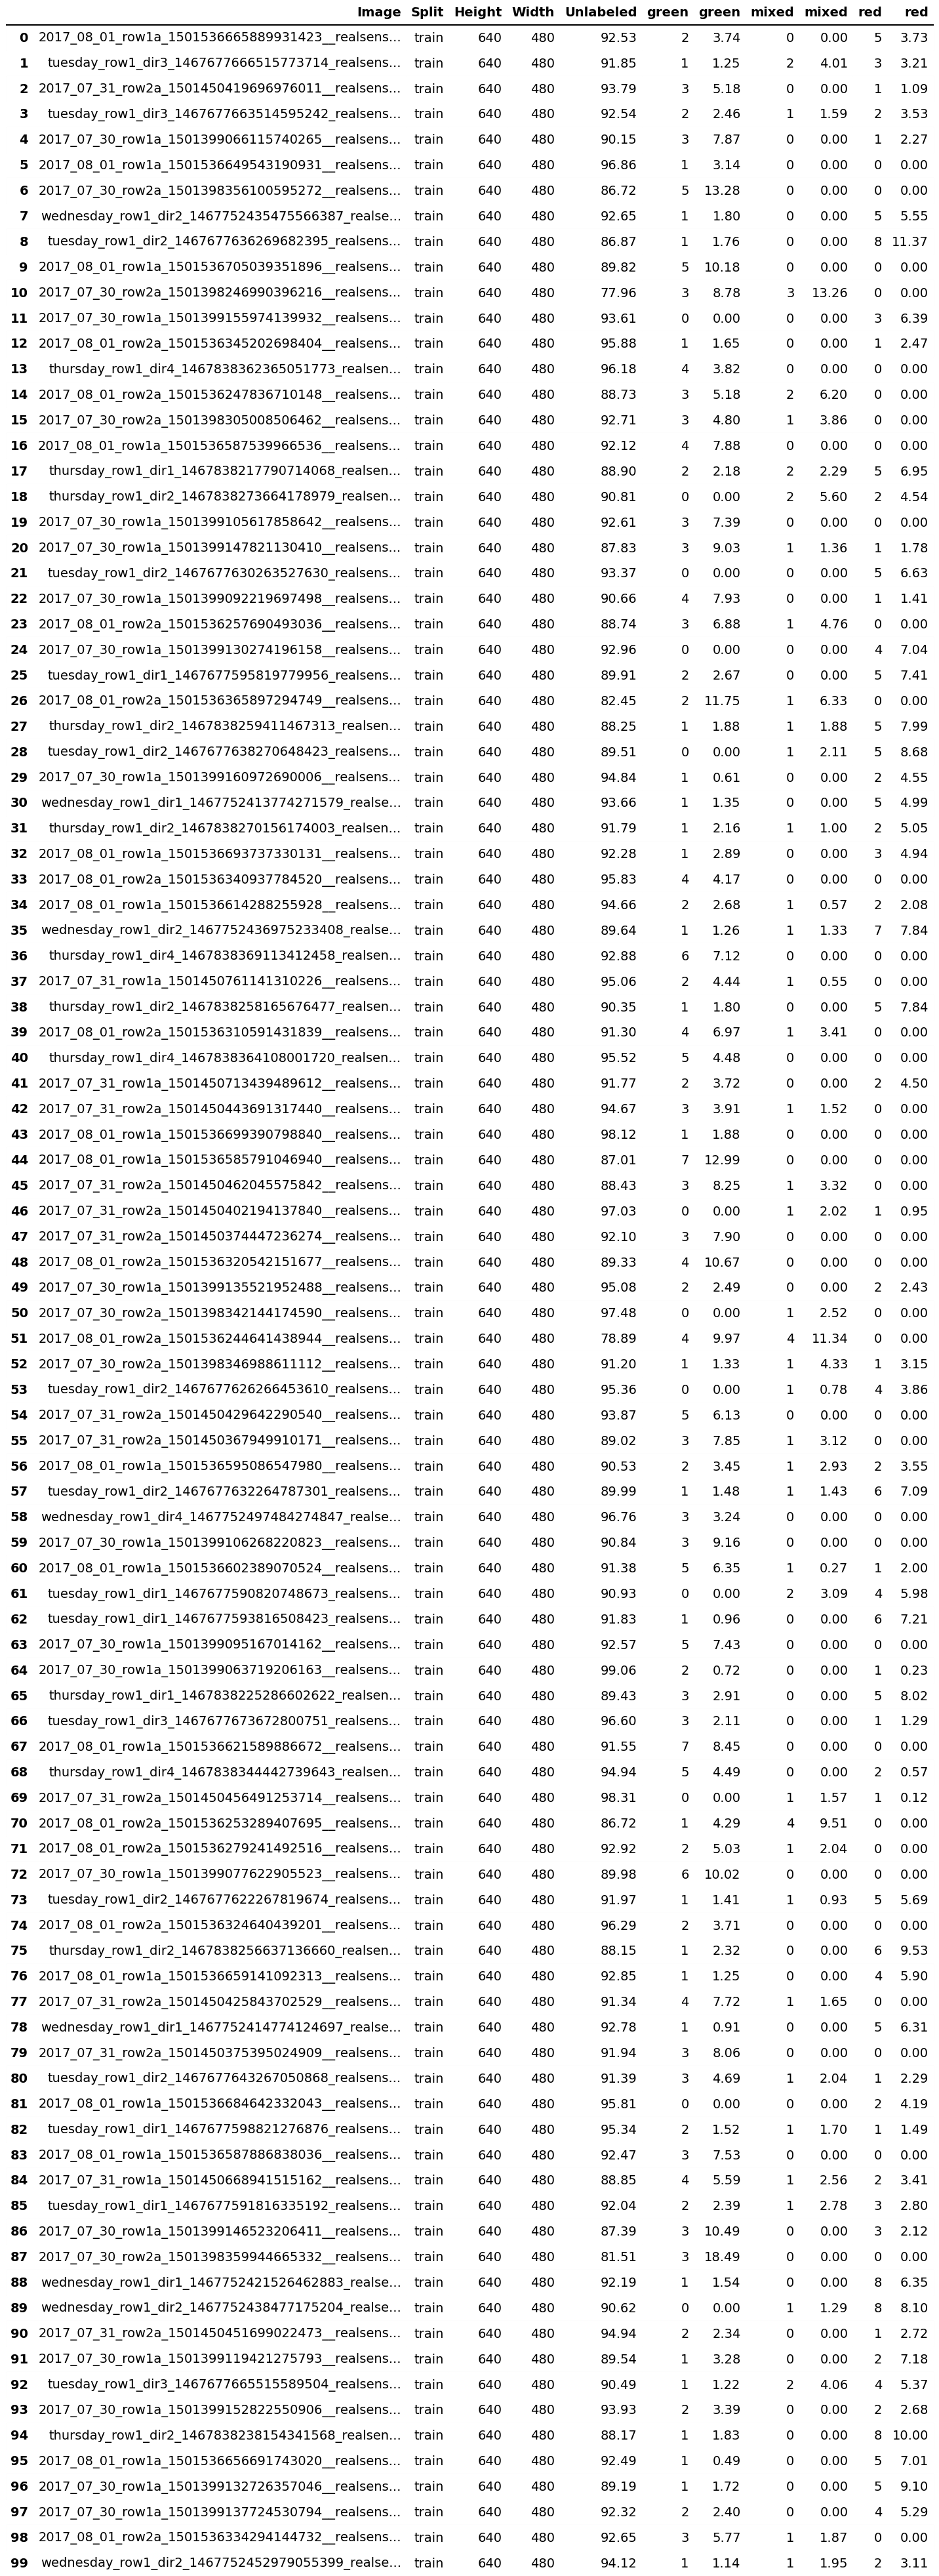 Image Split Height Width Unlabeled green green mixed mixed red red
0 2017_08_01_row1a_1501536665889931423__realsens... train 640 480 92.53 2 3.74 0 0.00 5 3.73
1 tuesday_row1_dir3_1467677666515773714_realsens... train 640 480 91.85 1 1.25 2 4.01 3 3.21
2 2017_07_31_row2a_1501450419696976011__realsens... train 640 480 93.79 3 5.18 0 0.00 1 1.09
3 tuesday_row1_dir3_1467677663514595242_realsens... train 640 480 92.54 2 2.46 1 1.59 2 3.53
4 2017_07_30_row1a_1501399066115740265__realsens... train 640 480 90.15 3 7.87 0 0.00 1 2.27
5 2017_08_01_row1a_1501536649543190931__realsens... train 640 480 96.86 1 3.14 0 0.00 0 0.00
6 2017_07_30_row2a_1501398356100595272__realsens... train 640 480 86.72 5 13.28 0 0.00 0 0.00
7 wednesday_row1_dir2_1467752435475566387_realse... train 640 480 92.65 1 1.80 0 0.00 5 5.55
8 tuesday_row1_dir2_1467677636269682395_realsens... train 640 480 86.87 1 1.76 0 0.00 8 11.37
9 2017_08_01_row1a_1501536705039351896__realsens... train 640 480 89.82 5 10.18 0 0.00 0 0.00
10 2017_07_30_row2a_1501398246990396216__realsens... train 640 480 77.96 3 8.78 3 13.26 0 0.00
11 2017_07_30_row1a_1501399155974139932__realsens... train 640 480 93.61 0 0.00 0 0.00 3 6.39
12 2017_08_01_row2a_1501536345202698404__realsens... train 640 480 95.88 1 1.65 0 0.00 1 2.47
13 thursday_row1_dir4_1467838362365051773_realsen... train 640 480 96.18 4 3.82 0 0.00 0 0.00
14 2017_08_01_row2a_1501536247836710148__realsens... train 640 480 88.73 3 5.18 2 6.20 0 0.00
15 2017_07_30_row2a_1501398305008506462__realsens... train 640 480 92.71 3 4.80 1 3.86 0 0.00
16 2017_08_01_row1a_1501536587539966536__realsens... train 640 480 92.12 4 7.88 0 0.00 0 0.00
17 thursday_row1_dir1_1467838217790714068_realsen... train 640 480 88.90 2 2.18 2 2.29 5 6.95
18 thursday_row1_dir2_1467838273664178979_realsen... train 640 480 90.81 0 0.00 2 5.60 2 4.54
19 2017_07_30_row1a_1501399105617858642__realsens... train 640 480 92.61 3 7.39 0 0.00 0 0.00
20 2017_07_30_row1a_1501399147821130410__realsens... train 640 480 87.83 3 9.03 1 1.36 1 1.78
21 tuesday_row1_dir2_1467677630263527630_realsens... train 640 480 93.37 0 0.00 0 0.00 5 6.63
22 2017_07_30_row1a_1501399092219697498__realsens... train 640 480 90.66 4 7.93 0 0.00 1 1.41
23 2017_08_01_row2a_1501536257690493036__realsens... train 640 480 88.74 3 6.88 1 4.76 0 0.00
24 2017_07_30_row1a_1501399130274196158__realsens... train 640 480 92.96 0 0.00 0 0.00 4 7.04
25 tuesday_row1_dir1_1467677595819779956_realsens... train 640 480 89.91 2 2.67 0 0.00 5 7.41
26 2017_08_01_row2a_1501536365897294749__realsens... train 640 480 82.45 2 11.75 1 6.33 0 0.00
27 thursday_row1_dir2_1467838259411467313_realsen... train 640 480 88.25 1 1.88 1 1.88 5 7.99
28 tuesday_row1_dir2_1467677638270648423_realsens... train 640 480 89.51 0 0.00 1 2.11 5 8.68
29 2017_07_30_row1a_1501399160972690006__realsens... train 640 480 94.84 1 0.61 0 0.00 2 4.55
30 wednesday_row1_dir1_1467752413774271579_realse... train 640 480 93.66 1 1.35 0 0.00 5 4.99
31 thursday_row1_dir2_1467838270156174003_realsen... train 640 480 91.79 1 2.16 1 1.00 2 5.05
32 2017_08_01_row1a_1501536693737330131__realsens... train 640 480 92.28 1 2.89 0 0.00 3 4.94
33 2017_08_01_row2a_1501536340937784520__realsens... train 640 480 95.83 4 4.17 0 0.00 0 0.00
34 2017_08_01_row1a_1501536614288255928__realsens... train 640 480 94.66 2 2.68 1 0.57 2 2.08
35 wednesday_row1_dir2_1467752436975233408_realse... train 640 480 89.64 1 1.26 1 1.33 7 7.84
36 thursday_row1_dir4_1467838369113412458_realsen... train 640 480 92.88 6 7.12 0 0.00 0 0.00
37 2017_07_31_row1a_1501450761141310226__realsens... train 640 480 95.06 2 4.44 1 0.55 0 0.00
38 thursday_row1_dir2_1467838258165676477_realsen... train 640 480 90.35 1 1.80 0 0.00 5 7.84
39 2017_08_01_row2a_1501536310591431839__realsens... train 640 480 91.30 4 6.97 1 3.41 0 0.00
40 thursday_row1_dir4_1467838364108001720_realsen... train 640 480 95.52 5 4.48 0 0.00 0 0.00
41 2017_07_31_row1a_1501450713439489612__realsens... train 640 480 91.77 2 3.72 0 0.00 2 4.50
42 2017_07_31_row2a_1501450443691317440__realsens... train 640 480 94.67 3 3.91 1 1.52 0 0.00
43 2017_08_01_row1a_1501536699390798840__realsens... train 640 480 98.12 1 1.88 0 0.00 0 0.00
44 2017_08_01_row1a_1501536585791046940__realsens... train 640 480 87.01 7 12.99 0 0.00 0 0.00
45 2017_07_31_row2a_1501450462045575842__realsens... train 640 480 88.43 3 8.25 1 3.32 0 0.00
46 2017_07_31_row2a_1501450402194137840__realsens... train 640 480 97.03 0 0.00 1 2.02 1 0.95
47 2017_07_31_row2a_1501450374447236274__realsens... train 640 480 92.10 3 7.90 0 0.00 0 0.00
48 2017_08_01_row2a_1501536320542151677__realsens... train 640 480 89.33 4 10.67 0 0.00 0 0.00
49 2017_07_30_row1a_1501399135521952488__realsens... train 640 480 95.08 2 2.49 0 0.00 2 2.43
50 2017_07_30_row2a_1501398342144174590__realsens... train 640 480 97.48 0 0.00 1 2.52 0 0.00
51 2017_08_01_row2a_1501536244641438944__realsens... train 640 480 78.89 4 9.97 4 11.34 0 0.00
52 2017_07_30_row2a_1501398346988611112__realsens... train 640 480 91.20 1 1.33 1 4.33 1 3.15
53 tuesday_row1_dir2_1467677626266453610_realsens... train 640 480 95.36 0 0.00 1 0.78 4 3.86
54 2017_07_31_row2a_1501450429642290540__realsens... train 640 480 93.87 5 6.13 0 0.00 0 0.00
55 2017_07_31_row2a_1501450367949910171__realsens... train 640 480 89.02 3 7.85 1 3.12 0 0.00
56 2017_08_01_row1a_1501536595086547980__realsens... train 640 480 90.53 2 3.45 1 2.93 2 3.55
57 tuesday_row1_dir2_1467677632264787301_realsens... train 640 480 89.99 1 1.48 1 1.43 6 7.09
58 wednesday_row1_dir4_1467752497484274847_realse... train 640 480 96.76 3 3.24 0 0.00 0 0.00
59 2017_07_30_row1a_1501399106268220823__realsens... train 640 480 90.84 3 9.16 0 0.00 0 0.00
60 2017_08_01_row1a_1501536602389070524__realsens... train 640 480 91.38 5 6.35 1 0.27 1 2.00
61 tuesday_row1_dir1_1467677590820748673_realsens... train 640 480 90.93 0 0.00 2 3.09 4 5.98
62 tuesday_row1_dir1_1467677593816508423_realsens... train 640 480 91.83 1 0.96 0 0.00 6 7.21
63 2017_07_30_row1a_1501399095167014162__realsens... train 640 480 92.57 5 7.43 0 0.00 0 0.00
64 2017_07_30_row1a_1501399063719206163__realsens... train 640 480 99.06 2 0.72 0 0.00 1 0.23
65 thursday_row1_dir1_1467838225286602622_realsen... train 640 480 89.43 3 2.91 0 0.00 5 8.02
66 tuesday_row1_dir3_1467677673672800751_realsens... train 640 480 96.60 3 2.11 0 0.00 1 1.29
67 2017_08_01_row1a_1501536621589886672__realsens... train 640 480 91.55 7 8.45 0 0.00 0 0.00
68 thursday_row1_dir4_1467838344442739643_realsen... train 640 480 94.94 5 4.49 0 0.00 2 0.57
69 2017_07_31_row2a_1501450456491253714__realsens... train 640 480 98.31 0 0.00 1 1.57 1 0.12
70 2017_08_01_row2a_1501536253289407695__realsens... train 640 480 86.72 1 4.29 4 9.51 0 0.00
71 2017_08_01_row2a_1501536279241492516__realsens... train 640 480 92.92 2 5.03 1 2.04 0 0.00
72 2017_07_30_row1a_1501399077622905523__realsens... train 640 480 89.98 6 10.02 0 0.00 0 0.00
73 tuesday_row1_dir2_1467677622267819674_realsens... train 640 480 91.97 1 1.41 1 0.93 5 5.69
74 2017_08_01_row2a_1501536324640439201__realsens... train 640 480 96.29 2 3.71 0 0.00 0 0.00
75 thursday_row1_dir2_1467838256637136660_realsen... train 640 480 88.15 1 2.32 0 0.00 6 9.53
76 2017_08_01_row1a_1501536659141092313__realsens... train 640 480 92.85 1 1.25 0 0.00 4 5.90
77 2017_07_31_row2a_1501450425843702529__realsens... train 640 480 91.34 4 7.72 1 1.65 0 0.00
78 wednesday_row1_dir1_1467752414774124697_realse... train 640 480 92.78 1 0.91 0 0.00 5 6.31
79 2017_07_31_row2a_1501450375395024909__realsens... train 640 480 91.94 3 8.06 0 0.00 0 0.00
80 tuesday_row1_dir2_1467677643267050868_realsens... train 640 480 91.39 3 4.69 1 2.04 1 2.29
81 2017_08_01_row1a_1501536684642332043__realsens... train 640 480 95.81 0 0.00 0 0.00 2 4.19
82 tuesday_row1_dir1_1467677598821276876_realsens... train 640 480 95.34 2 1.52 1 1.70 1 1.49
83 2017_08_01_row1a_1501536587886838036__realsens... train 640 480 92.47 3 7.53 0 0.00 0 0.00
84 2017_07_31_row1a_1501450668941515162__realsens... train 640 480 88.85 4 5.59 1 2.56 2 3.41
85 tuesday_row1_dir1_1467677591816335192_realsens... train 640 480 92.04 2 2.39 1 2.78 3 2.80
86 2017_07_30_row1a_1501399146523206411__realsens... train 640 480 87.39 3 10.49 0 0.00 3 2.12
87 2017_07_30_row2a_1501398359944665332__realsens... train 640 480 81.51 3 18.49 0 0.00 0 0.00
88 wednesday_row1_dir1_1467752421526462883_realse... train 640 480 92.19 1 1.54 0 0.00 8 6.35
89 wednesday_row1_dir2_1467752438477175204_realse... train 640 480 90.62 0 0.00 1 1.29 8 8.10
90 2017_07_31_row2a_1501450451699022473__realsens... train 640 480 94.94 2 2.34 0 0.00 1 2.72
91 2017_07_30_row1a_1501399119421275793__realsens... train 640 480 89.54 1 3.28 0 0.00 2 7.18
92 tuesday_row1_dir3_1467677665515589504_realsens... train 640 480 90.49 1 1.22 2 4.06 4 5.37
93 2017_07_30_row1a_1501399152822550906__realsens... train 640 480 93.93 2 3.39 0 0.00 2 2.68
94 thursday_row1_dir2_1467838238154341568_realsen... train 640 480 88.17 1 1.83 0 0.00 8 10.00
95 2017_08_01_row1a_1501536656691743020__realsens... train 640 480 92.49 1 0.49 0 0.00 5 7.01
96 2017_07_30_row1a_1501399132726357046__realsens... train 640 480 89.19 1 1.72 0 0.00 5 9.10
97 2017_07_30_row1a_1501399137724530794__realsens... train 640 480 92.32 2 2.40 0 0.00 4 5.29
98 2017_08_01_row2a_1501536334294144732__realsens... train 640 480 92.65 3 5.77 1 1.87 0 0.00
99 wednesday_row1_dir2_1467752452979055399_realse... train 640 480 94.12 1 1.14 1 1.95 2 3.11